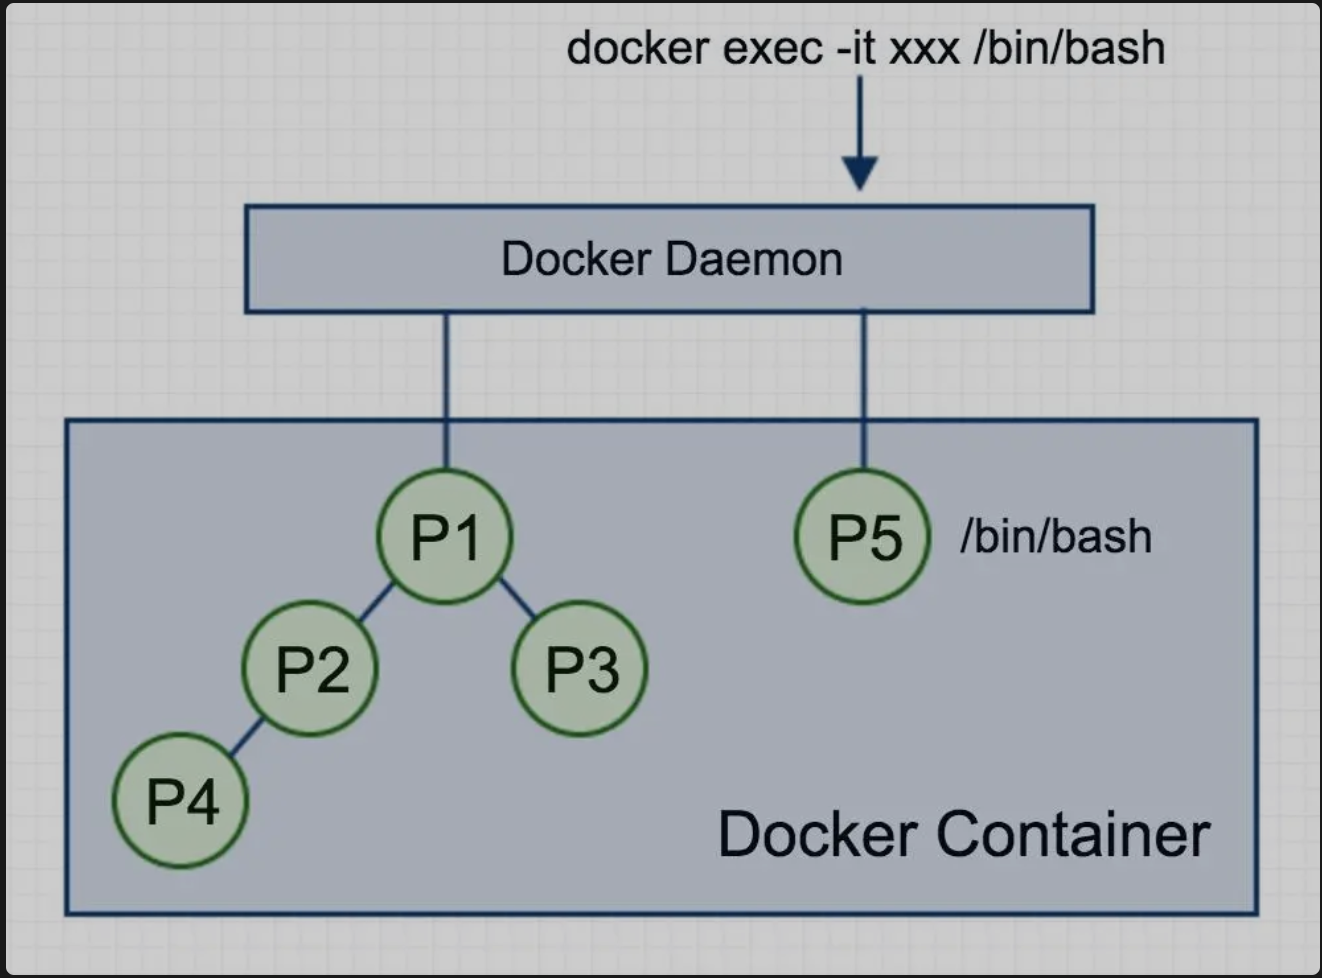 docker exec -it xxx /bin/bash
Docker Daemon
P1
P5 /bin/bash
P2
P3
P4
Docker Container